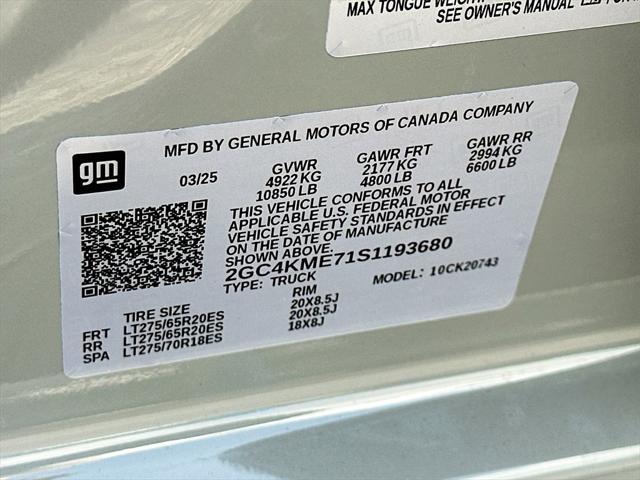 MAX TONGUE WEIGHT
SEE OWNER'S MANUAL
gm
MFD BY GENERAL MOTORS OF CANADA COMPANY
03/25
GVWR
4922 KG
10850 LB
GAWR FRT
2177 KG
4800 LB
GAWR RR
2994 KG
6600 LB
THIS VEHICLE CONFORMS TO ALL
APPLICABLE U.S. FEDERAL MOTOR
VEHICLE SAFETY STANDARDS IN EFFECT
ON THE DATE OF MANUFACTURE
SHOWN ABOVE.
2GC4KME71S1193680
TYPE: TRUCK
MODEL: 10CK20743
TIRE SIZE RIM
FRT LT275/65R20ES 20X8.5J
RR LT275/65R20ES 20X8.5J
SPA LT275/70R18ES 18X8J